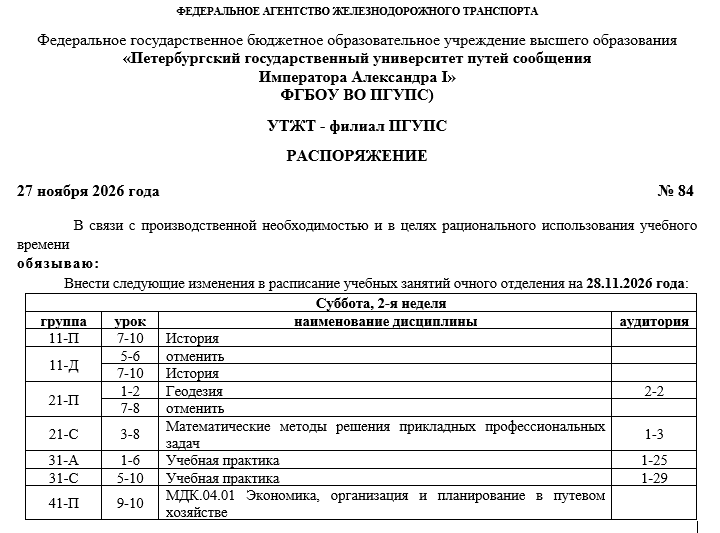 ФЕДЕРАЛЬНОЕ АГЕНТСТВО ЖЕЛЕЗНОДОРОЖНОГО ТРАНСПОРТА
Федеральное государственное бюджетное образовательное учреждение высшего образования
«Петербургский государственный университет путей сообщения
Императора Александра I»
ФГБОУ ВО ПГУПС)
УТЖТ - филиал ПГУПС
РАСПОРЯЖЕНИЕ
27 ноября 2026 года № 84
В связи с производственной необходимостью и в целях рационального использования учебного
времени
обязываю:
Внести следующие изменения в расписание учебных занятий очного отделения на 28.11.2026 года:
Суббота, 2-я неделя
группа урок наименование дисциплины аудитория
11-П 7-10 История
11-Д 5-6 отменить
7-10 История
21-П 1-2 Геодезия 2-2
7-8 отменить
21-С 3-8 Математические методы решения прикладных профессиональных
задач 1-3
31-А 1-6 Учебная практика 1-25
31-С 5-10 Учебная практика 1-29
41-П 9-10 МДК.04.01 Экономика, организация и планирование в путевом
хозяйстве